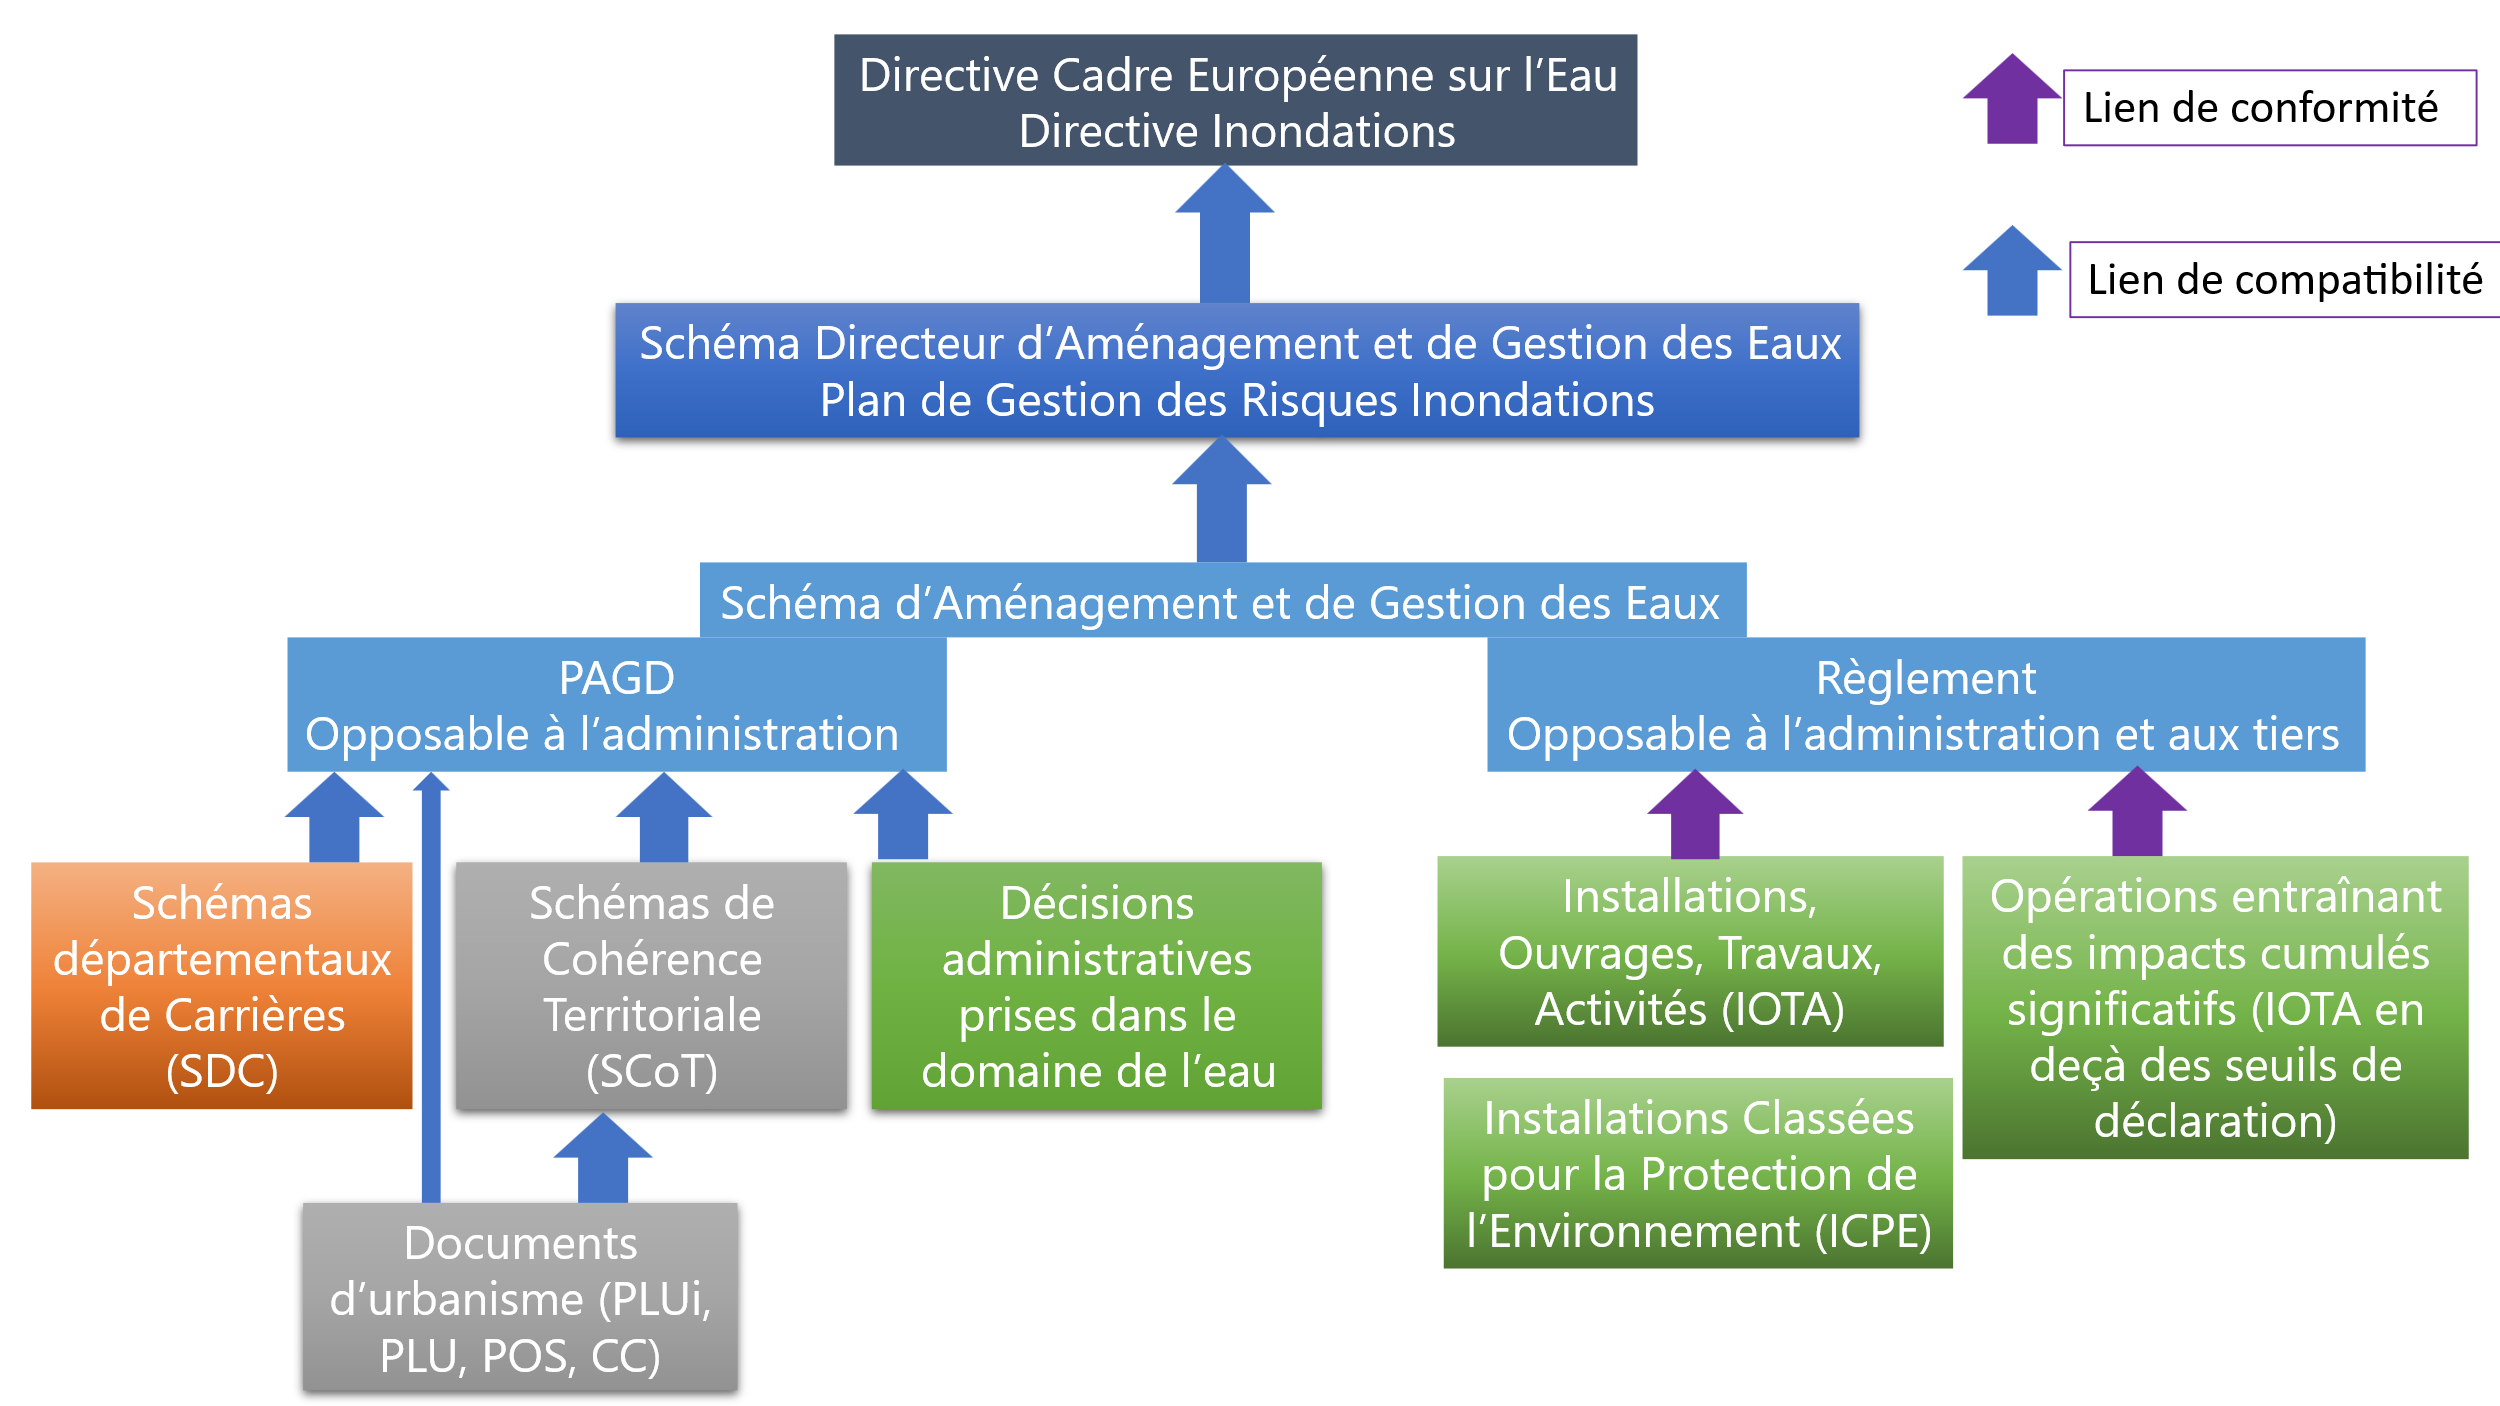 Directive Cadre Européenne sur l’Eau
Directive Inondations
Lien de conformité
Lien de compatibilité
Schéma Directeur d’Aménagement et de Gestion des Eaux
Plan de Gestion des Risques Inondations
Schéma d’Aménagement et de Gestion des Eaux
PAGD
Opposable à l’administration
Règlement
Opposable à l’administration et aux tiers
Schémas
départementaux
de Carrières
(SDC)
Schémas de
Cohérence
Territoriale
(SCoT)
Décisions
administratives
prises dans le
domaine de l’eau
Installations,
Ouvrages, Travaux,
Activités (IOTA)
Opérations entraînant
des impacts cumulés
significatifs (IOTA en
deçà des seuils de
déclaration)
Installations Classées
pour la Protection de
l’Environnement (ICPE)
Documents
d’urbanisme (PLUi,
PLU, POS, CC)